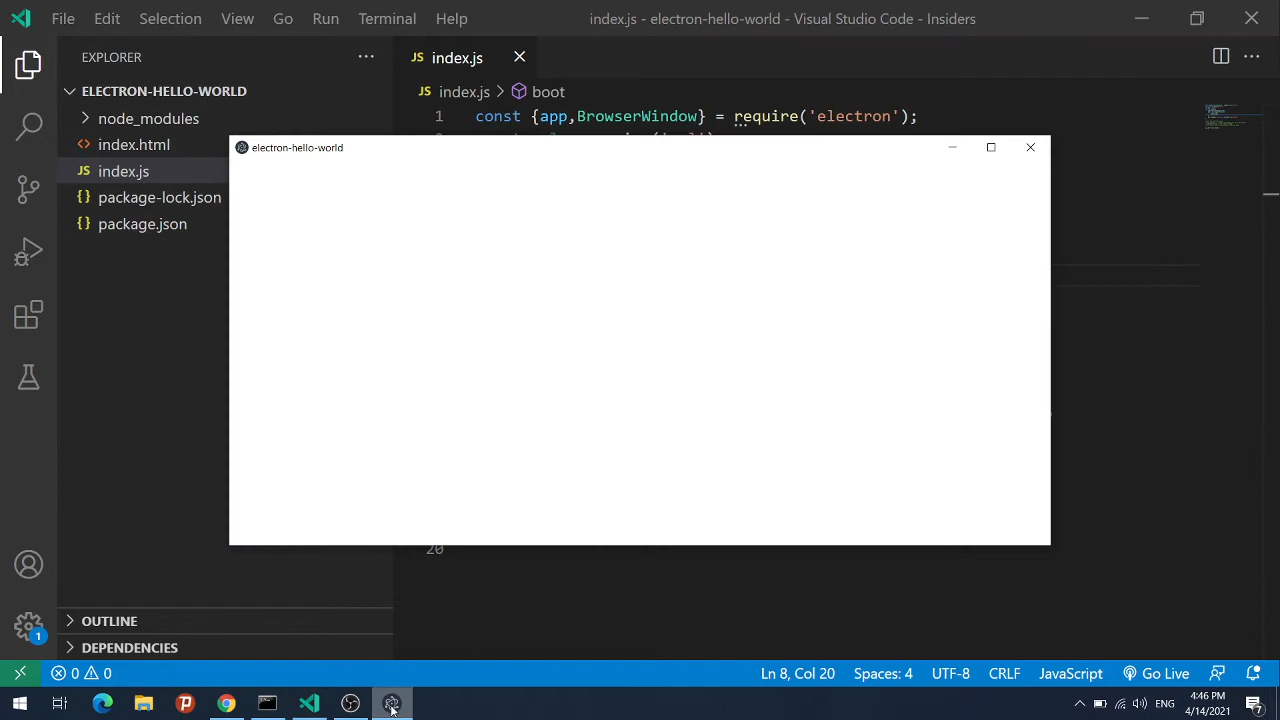 File Edit Selection View Go Run Terminal Help
index.js - electron-hello-world - Visual Studio Code - Insiders
EXPLORER
JS index.js
ELECTRON-HELLO-WORLD
JS index.js > boot
node_modules
1 const {app,BrowserWindow} = require('electron');
<> index.html
electron-hello-world
JS index.js
{} package-lock.json
{} package.json
20
OUTLINE
DEPENDENCIES
1
0 0
Ln 8, Col 20 Spaces: 4 UTF-8 CRLF JavaScript Go Live
ENG
4:46 PM
4/14/2021
7